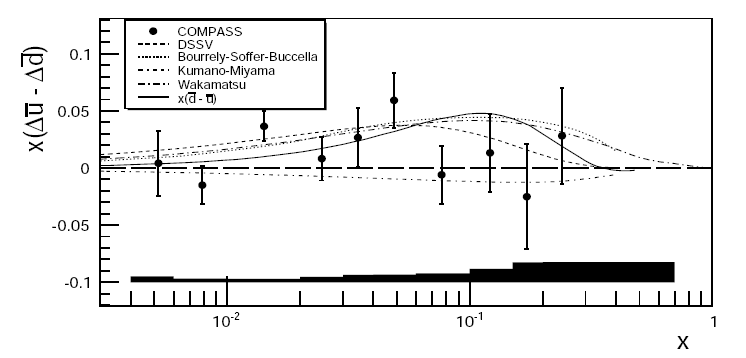 COMPASS
DSSV
Bourrely-Soffer-Buccella
Kumano-Miyama
Wakamatsu
x(d̅ - u̅)
x(Δu̅ - Δd̅)
0.1
0.05
0
-0.05
-0.1
10⁻²
10⁻¹
1
x